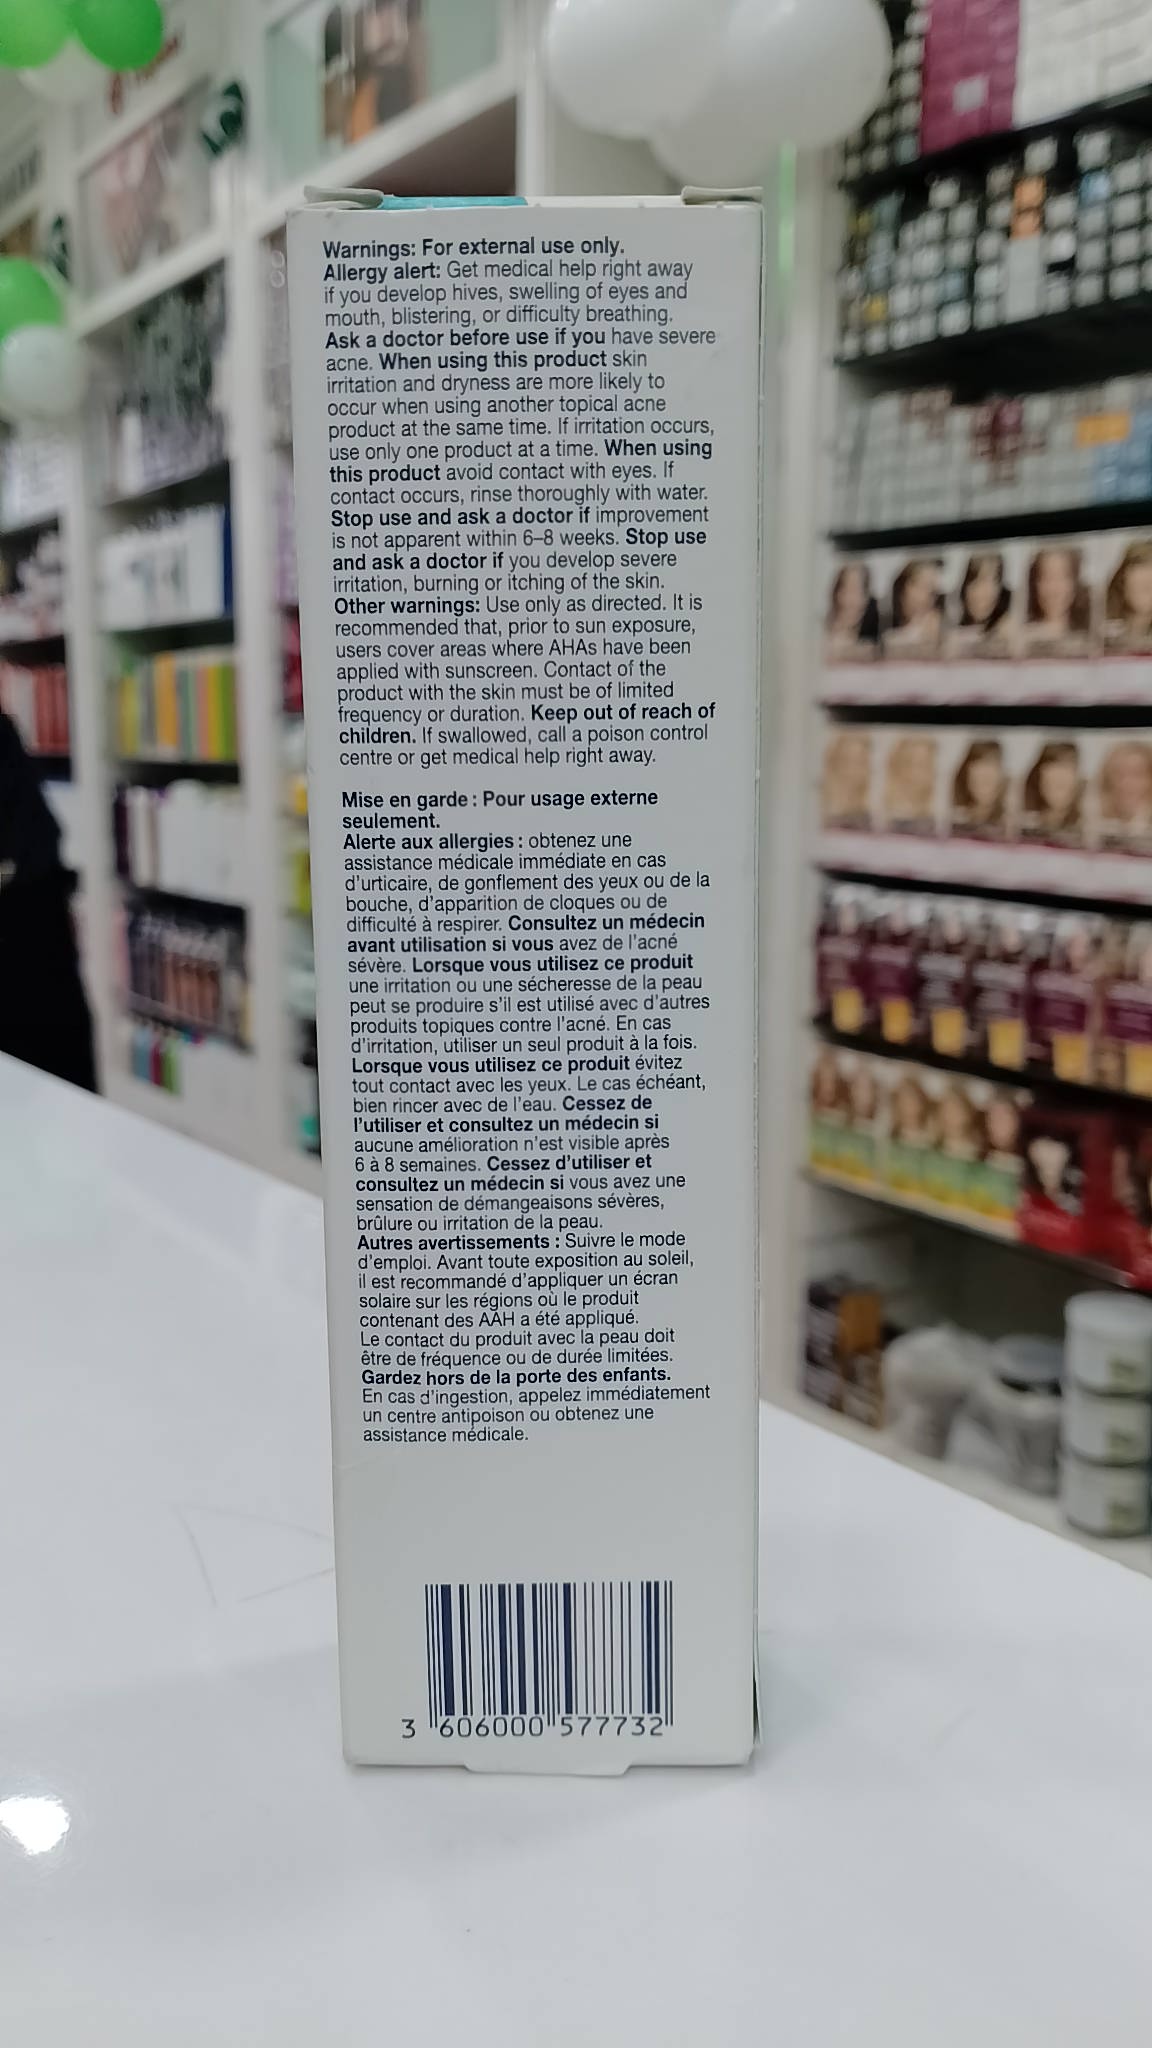 Warnings: For external use only.
Allergy alert: Get medical help right away
if you develop hives, swelling of eyes and
mouth, blistering, or difficulty breathing.
Ask a doctor before use if you have severe
acne. When using this product skin
irritation and dryness are more likely to
occur when using another topical acne
product at the same time. If irritation occurs,
use only one product at a time. When using
this product avoid contact with eyes. If
contact occurs, rinse thoroughly with water.
Stop use and ask a doctor if improvement
is not apparent within 6–8 weeks. Stop use
and ask a doctor if you develop severe
irritation, burning or itching of the skin.
Other warnings: Use only as directed. It is
recommended that, prior to sun exposure,
users cover areas where AHAs have been
applied with sunscreen. Contact of the
product with the skin must be of limited
frequency or duration. Keep out of reach of
children. If swallowed, call a poison control
centre or get medical help right away.
Mise en garde : Pour usage externe
seulement.
Alerte aux allergies : obtenez une
assistance médicale immédiate en cas
d'urticaire, de gonflement des yeux ou de la
bouche, d'apparition de cloques ou de
difficulté à respirer. Consultez un médecin
avant utilisation si vous avez de l'acné
sévère. Lorsque vous utilisez ce produit
une irritation ou une sécheresse de la peau
peut se produire s'il est utilisé avec d'autres
produits topiques contre l'acné. En cas
d'irritation, utiliser un seul produit à la fois.
Lorsque vous utilisez ce produit évitez
tout contact avec les yeux. Le cas échéant,
bien rincer avec de l'eau. Cessez de
l'utiliser et consultez un médecin si
aucune amélioration n'est visible après
6 à 8 semaines. Cessez d'utiliser et
consultez un médecin si vous avez une
sensation de démangeaisons sévères,
brûlure ou irritation de la peau.
Autres avertissements : Suivre le mode
d'emploi. Avant toute exposition au soleil,
il est recommandé d'appliquer un écran
solaire sur les régions où le produit
contenant des AAH a été appliqué.
Le contact du produit avec la peau doit
être de fréquence ou de durée limitées.
Gardez hors de la porte des enfants.
En cas d'ingestion, appelez immédiatement
un centre antipoison ou obtenez une
assistance médicale.
3 606000 577732